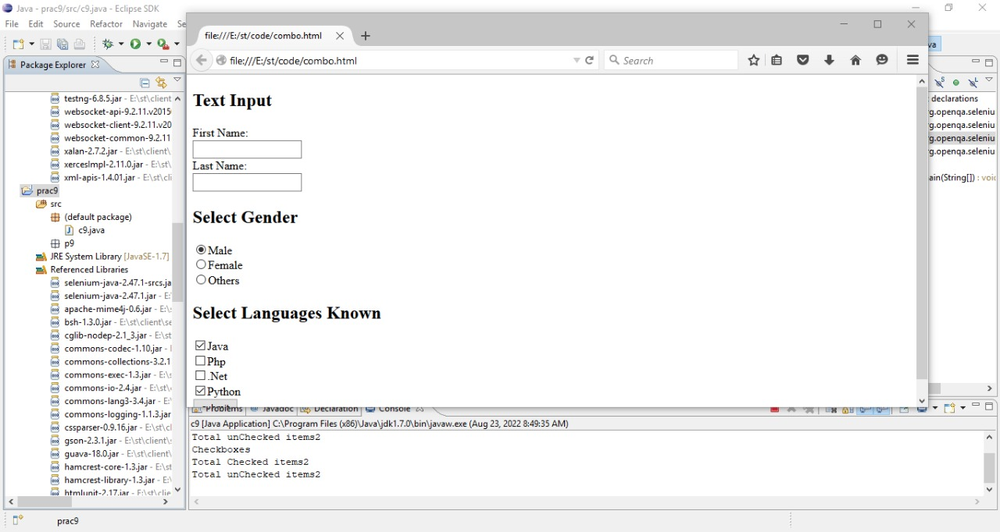 Java - prac9/src/c9.java - Eclipse SDK
File Edit Source Refactor Navigate Se
Package Explorer
testng-6.8.5.jar - E:\st\client
websocket-api-9.2.11.v2015
websocket-client-9.2.11.v20
websocket-common-9.2.11
xalan-2.7.2.jar - E:\st\client\
xercesImpl-2.11.0.jar - E:\st\
xml-apis-1.4.01.jar - E:\st\cli
prac9
src
(default package)
c9.java
p9
JRE System Library [JavaSE-1.7]
Referenced Libraries
selenium-java-2.47.1-srcs.ja
selenium-java-2.47.1.jar - E:
apache-mime4j-0.6.jar - E:\
bsh-1.3.0.jar - E:\st\client\se
cglib-nodep-2.1_3.jar - E:\st
commons-codec-1.10.jar -
commons-collections-3.2.1
commons-exec-1.3.jar - E:\s
commons-io-2.4.jar - E:\st\
commons-lang3-3.4.jar - E:
commons-logging-1.1.3.jar
cssparser-0.9.16.jar - E:\st\c
gson-2.3.1.jar - E:\st\client\
guava-18.0.jar - E:\st\client\
hamcrest-core-1.3.jar - E:\st
hamcrest-library-1.3.jar - E:\
htmlunit-2.17.jar - E:\st\clie
file:///E:/st/code/combo.html
file:///E:/st/code/combo.html
Search
Text Input
First Name:
Last Name:
Select Gender
Male
Female
Others
Select Languages Known
Java
Php
.Net
Python
va
declarations
rg.openqa.seleniu
rg.openqa.seleniu
rg.openqa.seleniu
rg.openqa.seleniu
ain(String[]) : voic
Problems Javadoc Declaration Console
c9 [Java Application] C:\Program Files (x86)\Java\jdk1.7.0\bin\javaw.exe (Aug 23, 2022 8:49:35 AM)
Total unChecked items2
Checkboxes
Total Checked items2
Total unChecked items2
prac9